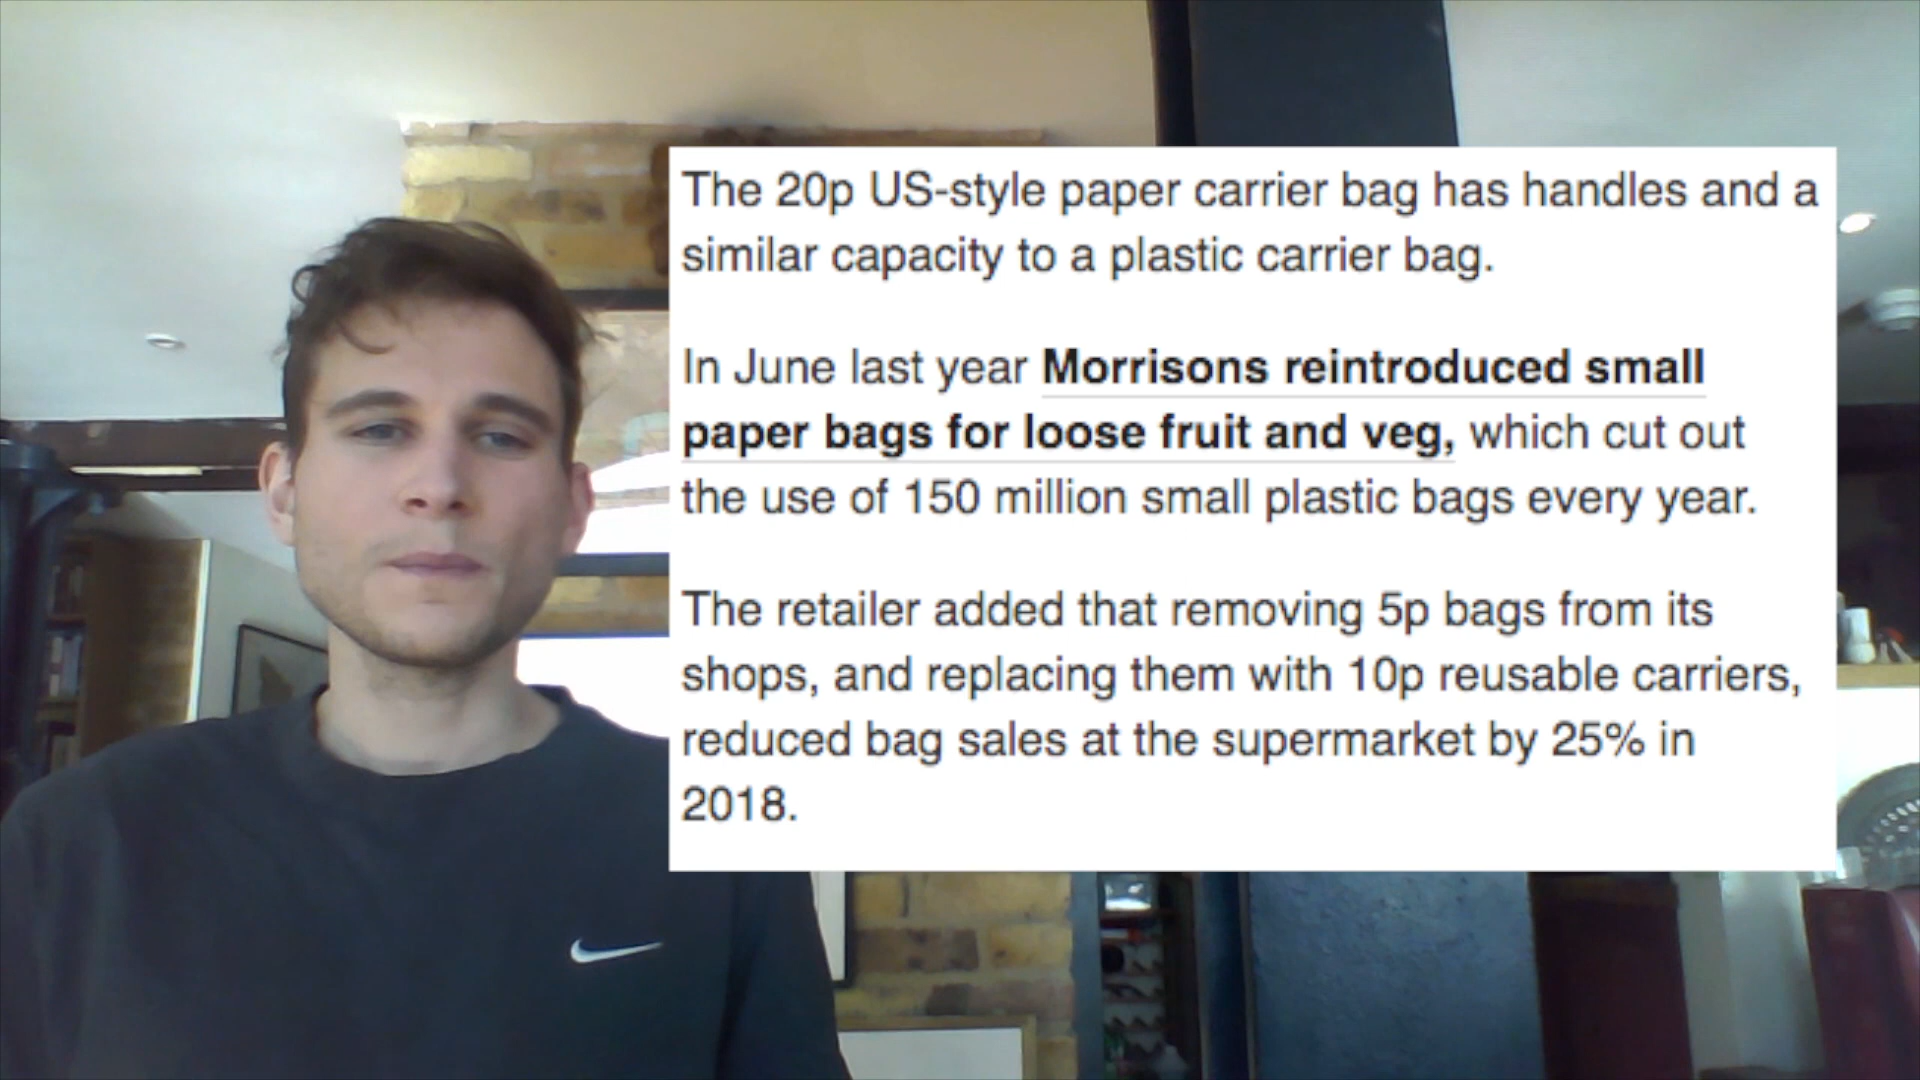 The 20p US-style paper carrier bag has handles and a
similar capacity to a plastic carrier bag.
In June last year Morrisons reintroduced small
paper bags for loose fruit and veg, which cut out
the use of 150 million small plastic bags every year.
The retailer added that removing 5p bags from its
shops, and replacing them with 10p reusable carriers,
reduced bag sales at the supermarket by 25% in
2018.